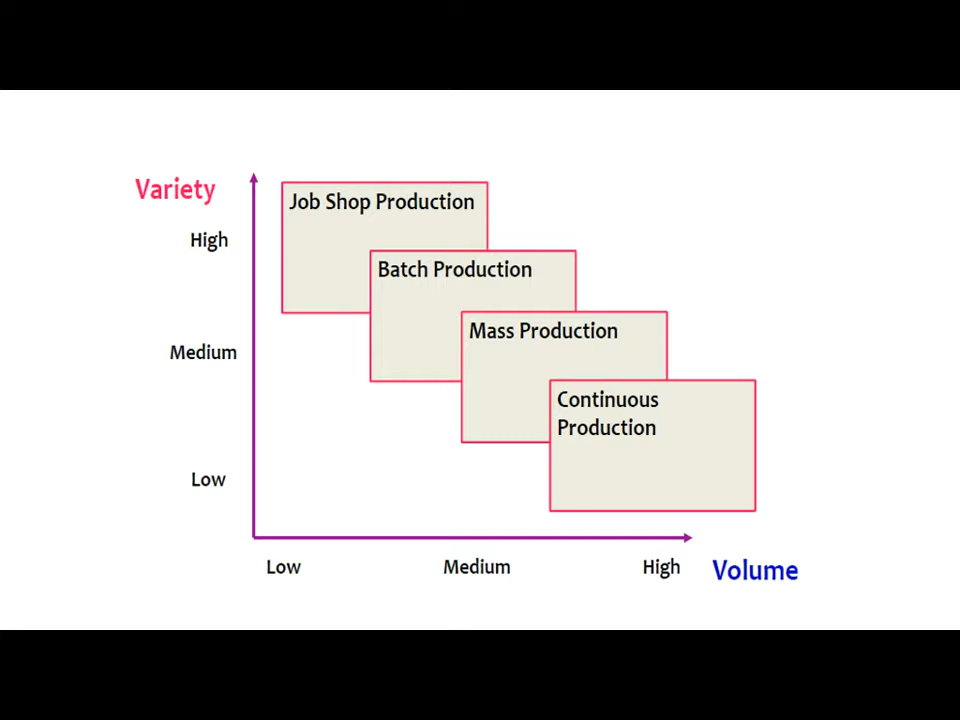 Variety
Job Shop Production
High
Batch Production
Mass Production
Medium
Continuous
Production
Low
Low
Medium
High
Volume